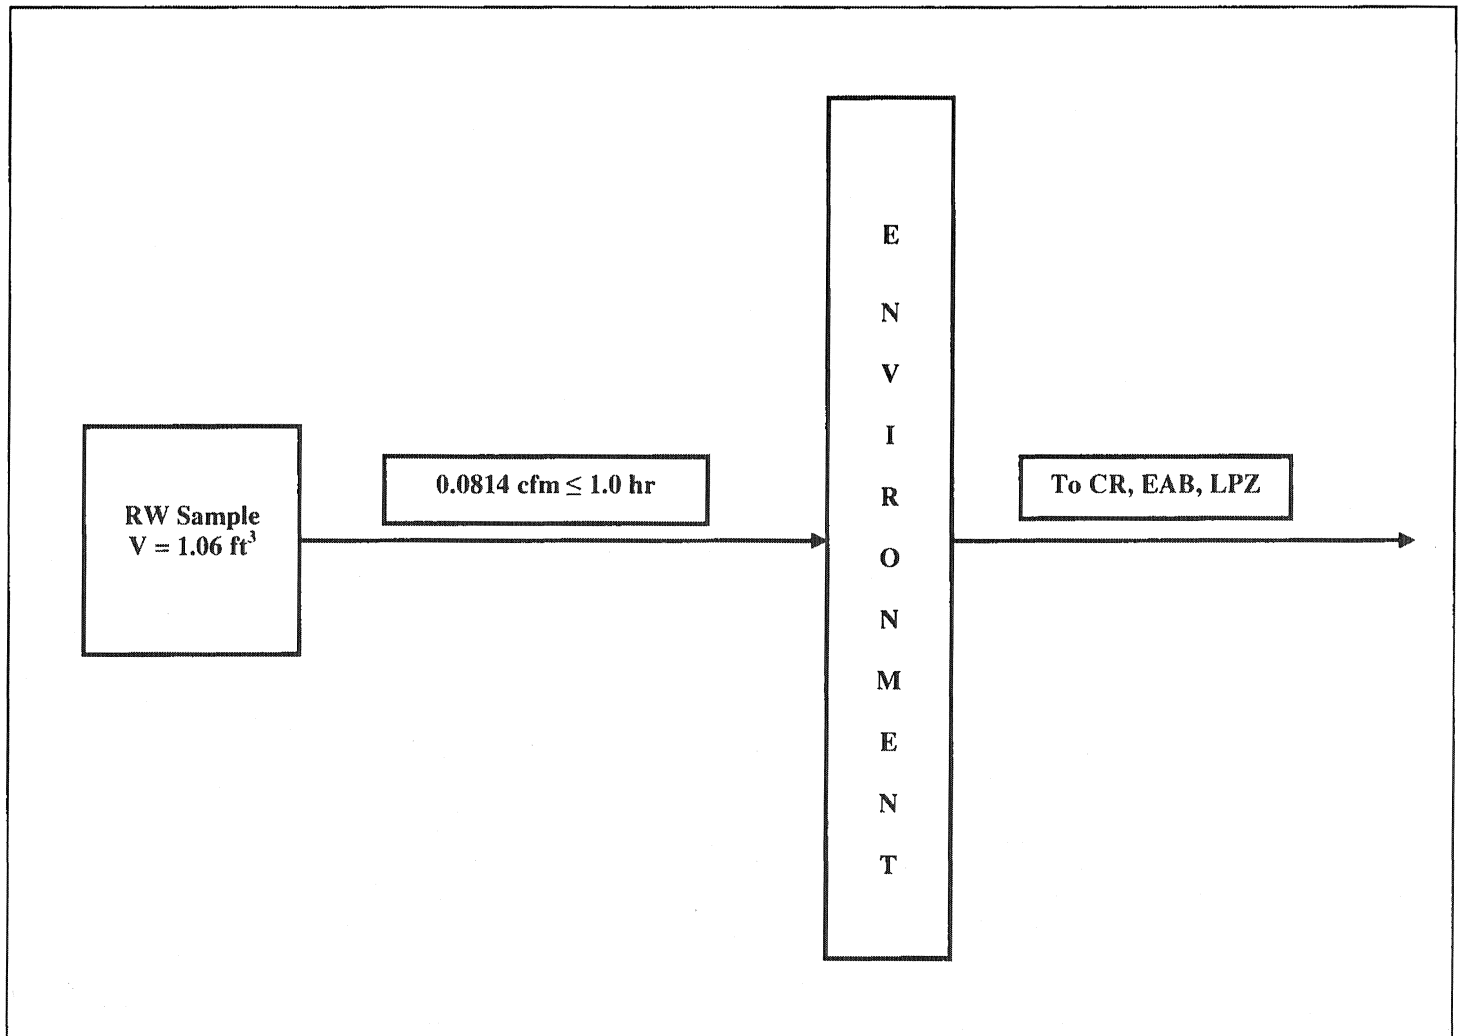 RW Sample
V = 1.06 ft³
0.0814 cfm ≤ 1.0 hr
E
N
V
I
R
O
N
M
E
N
T
To CR, EAB, LPZ